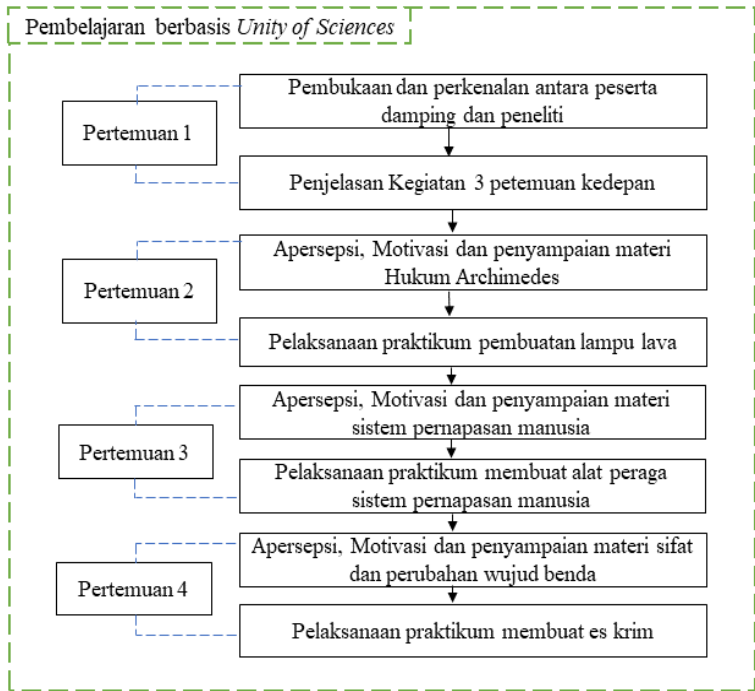 Pembelajaran berbasis Unity of Sciences
Pertemuan 1
Pembukaan dan perkenalan antara peserta
damping dan peneliti
Penjelasan Kegiatan 3 petemuan kedepan
Pertemuan 2
Apersepsi, Motivasi dan penyampaian materi
Hukum Archimedes
Pelaksanaan praktikum pembuatan lampu lava
Pertemuan 3
Apersepsi, Motivasi dan penyampaian materi
sistem pernapasan manusia
Pelaksanaan praktikum membuat alat peraga
sistem pernapasan manusia
Pertemuan 4
Apersepsi, Motivasi dan penyampaian materi sifat
dan perubahan wujud benda
Pelaksanaan praktikum membuat es krim